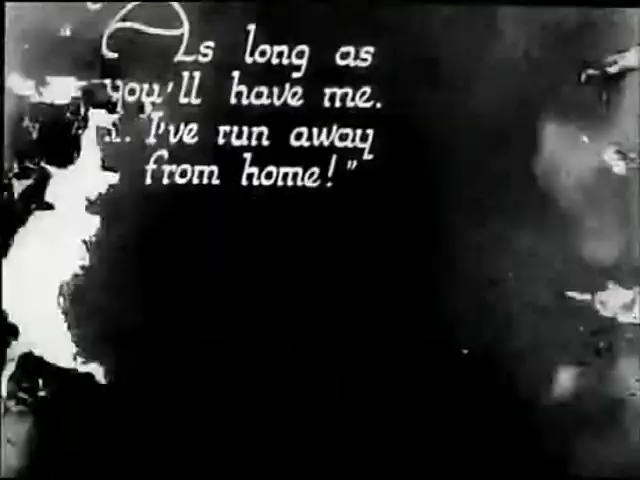 As long as
you'll have me.
... I've run away
from home!"